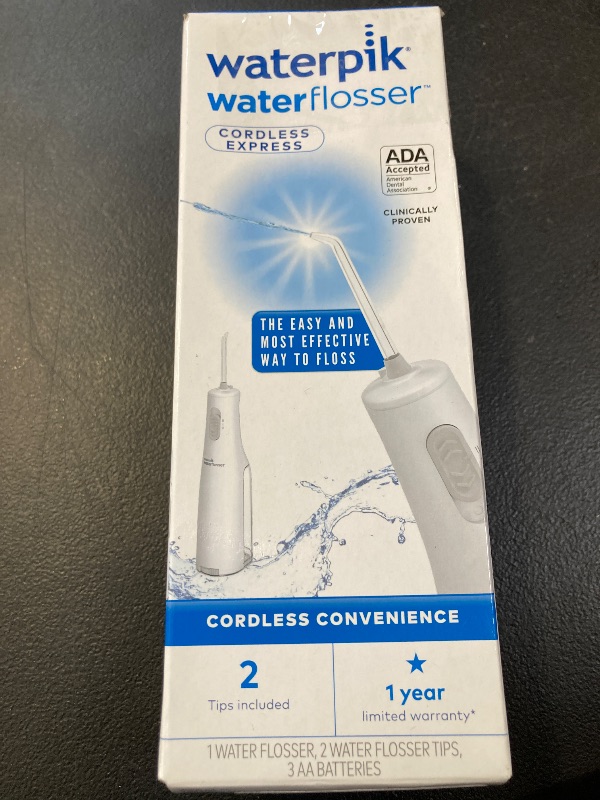 waterpik®
waterflosser™
CORDLESS
EXPRESS
ADA
Accepted
American
Dental
Association
CLINICALLY
PROVEN
THE EASY AND
MOST EFFECTIVE
WAY TO FLOSS
CORDLESS CONVENIENCE
2
Tips included
1 year
limited warranty*
1 WATER FLOSSER, 2 WATER FLOSSER TIPS,
3 AA BATTERIES